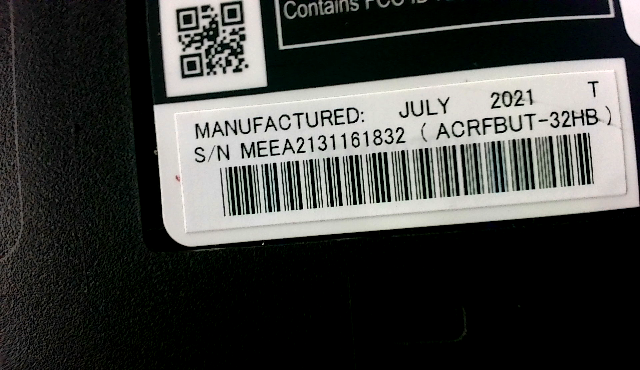 Contains FCC ID
MANUFACTURED: JULY 2021 T
S/N MEEA2131161832 ( ACRFBUT-32HB )